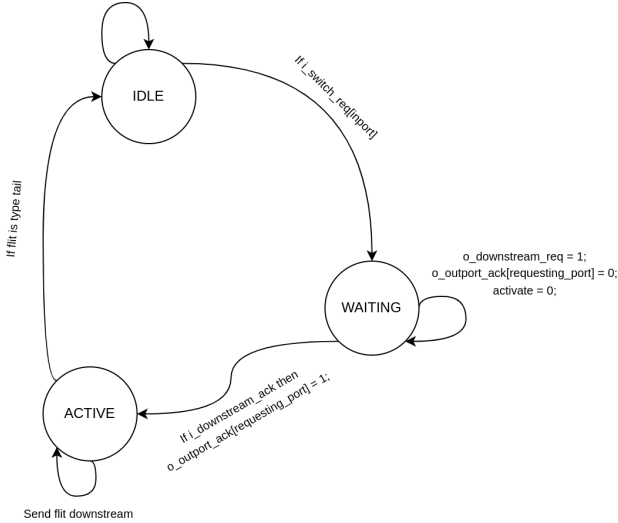 IDLE
If i_switch_req[inport]
If flit is type tail
o_downstream_req = 1;
o_outport_ack[requesting_port] = 0;
activate = 0;
WAITING
If i_downstream_ack then
o_outport_ack[requesting_port] = 1;
ACTIVE
Send flit downstream